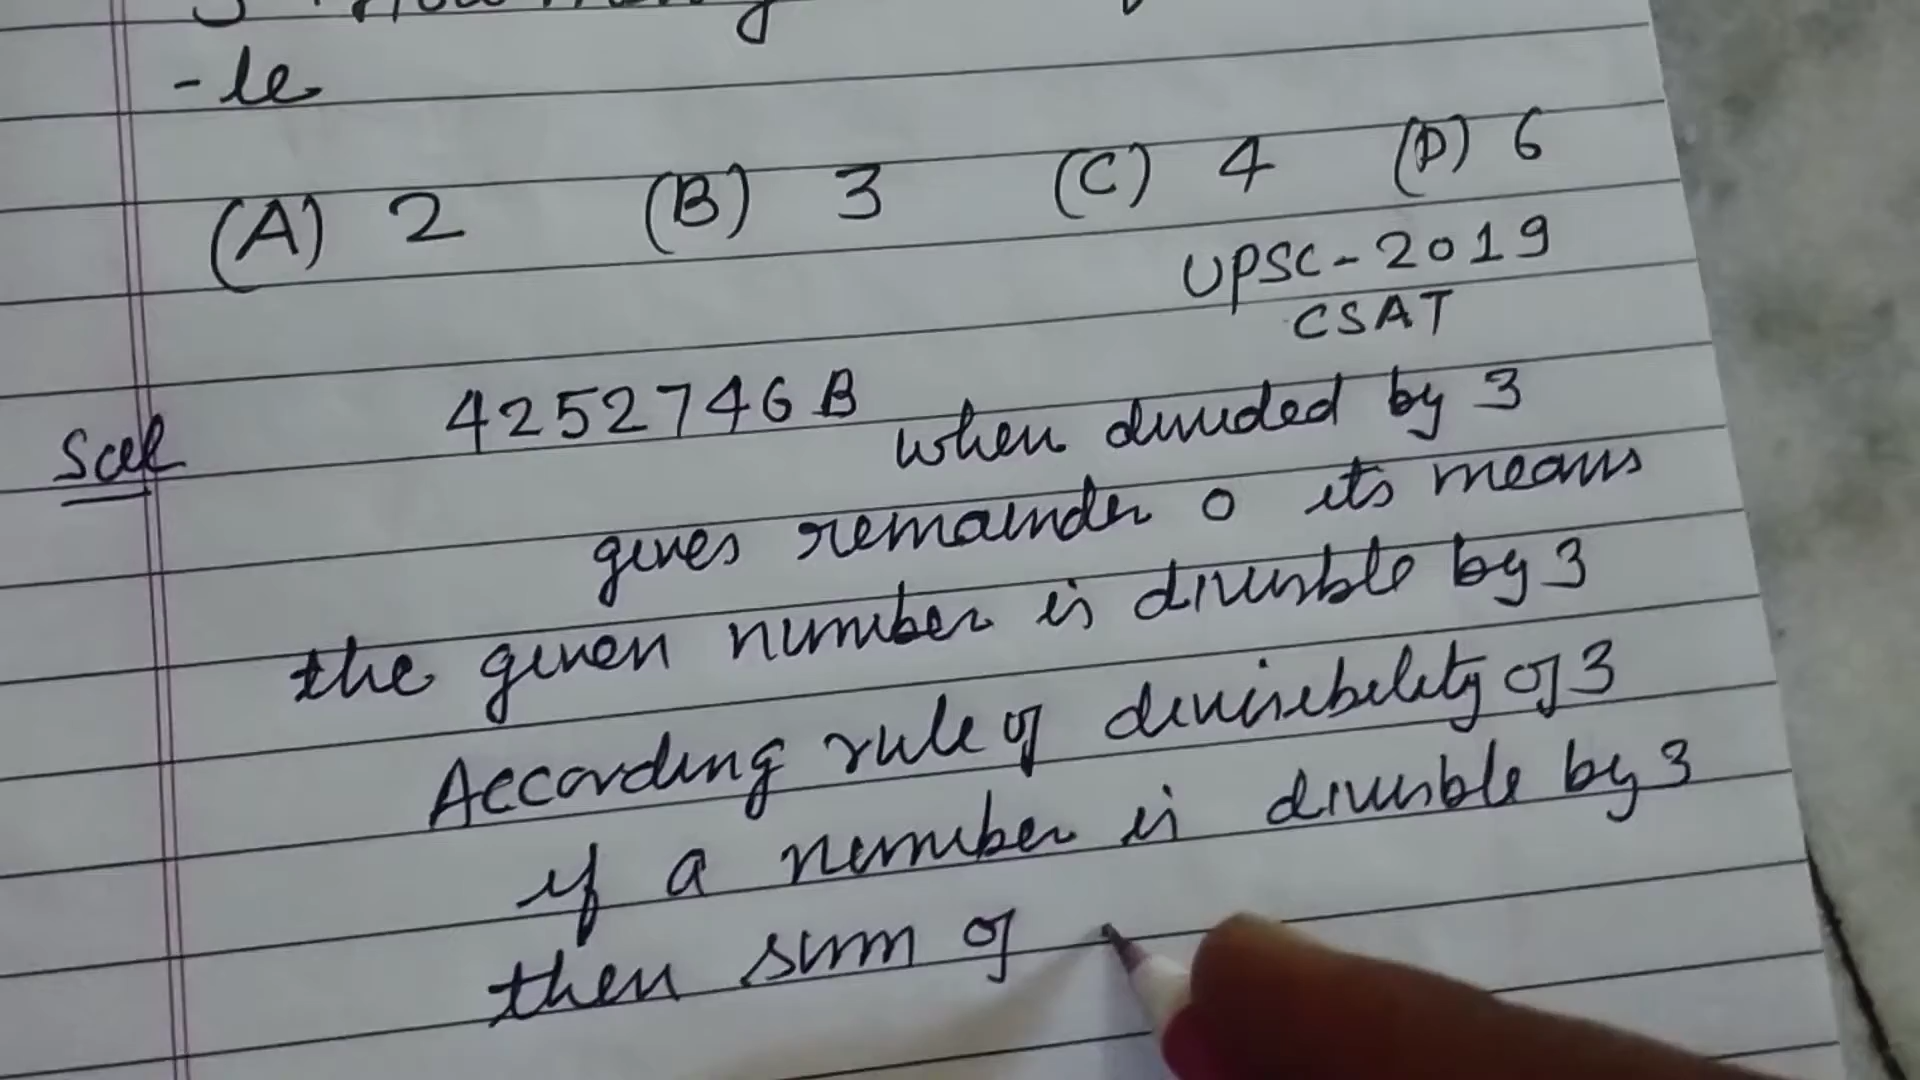 -le
(A) 2 (B) 3 (C) 4 (D) 6
UPSC-2019
CSAT
Sol 4252746B when divided by 3
gives remainder 0 its means
the given number is divisible by 3
According rule of divisibility of 3
if a number is divisible by 3
then sum of